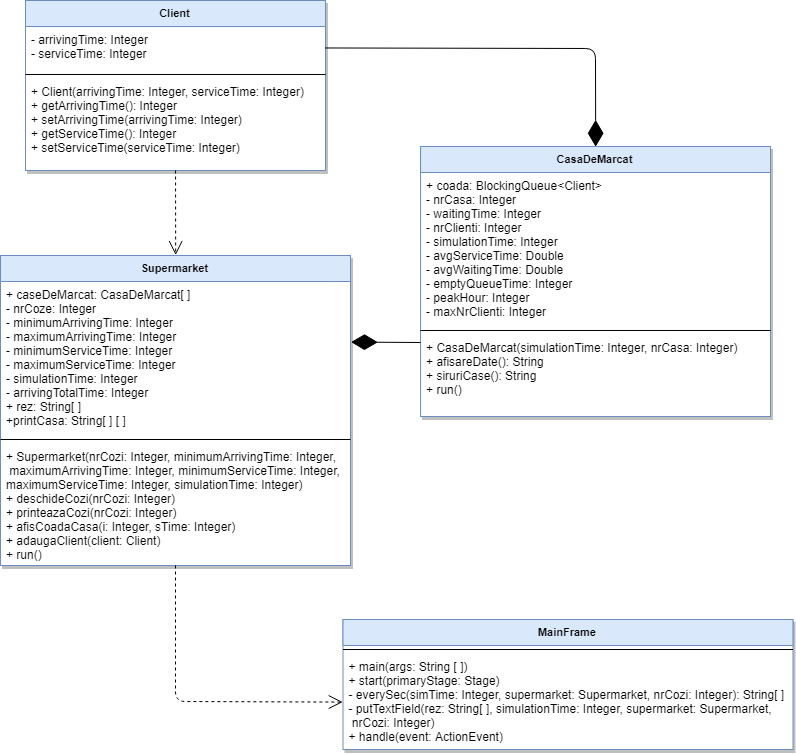 Client
- arrivingTime: Integer
- serviceTime: Integer
+ Client(arrivingTime: Integer, serviceTime: Integer)
+ getArrivingTime(): Integer
+ setArrivingTime(arrivingTime: Integer)
+ getServiceTime(): Integer
+ setServiceTime(serviceTime: Integer)
CasaDeMarcat
+ coada: BlockingQueue<Client>
- nrCasa: Integer
- waitingTime: Integer
- nrClienti: Integer
- simulationTime: Integer
- avgServiceTime: Double
- avgWaitingTime: Double
- emptyQueueTime: Integer
- peakHour: Integer
- maxNrClienti: Integer
+ CasaDeMarcat(simulationTime: Integer, nrCasa: Integer)
+ afisareDate(): String
+ siruriCase(): String
+ run()
Supermarket
+ caseDeMarcat: CasaDeMarcat[ ]
- nrCoze: Integer
- minimumArrivingTime: Integer
- maximumArrivingTime: Integer
- minimumServiceTime: Integer
- maximumServiceTime: Integer
- simulationTime: Integer
- arrivingTotalTime: Integer
+ rez: String[ ]
+printCasa: String[ ] [ ]
+ Supermarket(nrCozi: Integer, minimumArrivingTime: Integer,
maximumArrivingTime: Integer, minimumServiceTime: Integer,
maximumServiceTime: Integer, simulationTime: Integer)
+ deschideCozi(nrCozi: Integer)
+ printeazaCozi(nrCozi: Integer)
+ afisCoadaCasa(i: Integer, sTime: Integer)
+ adaugaClient(client: Client)
+ run()
MainFrame
+ main(args: String [ ])
+ start(primaryStage: Stage)
- everySec(simTime: Integer, supermarket: Supermarket, nrCozi: Integer): String[ ]
- putTextField(rez: String[ ], simulationTime: Integer, supermarket: Supermarket,
nrCozi: Integer)
+ handle(event: ActionEvent)